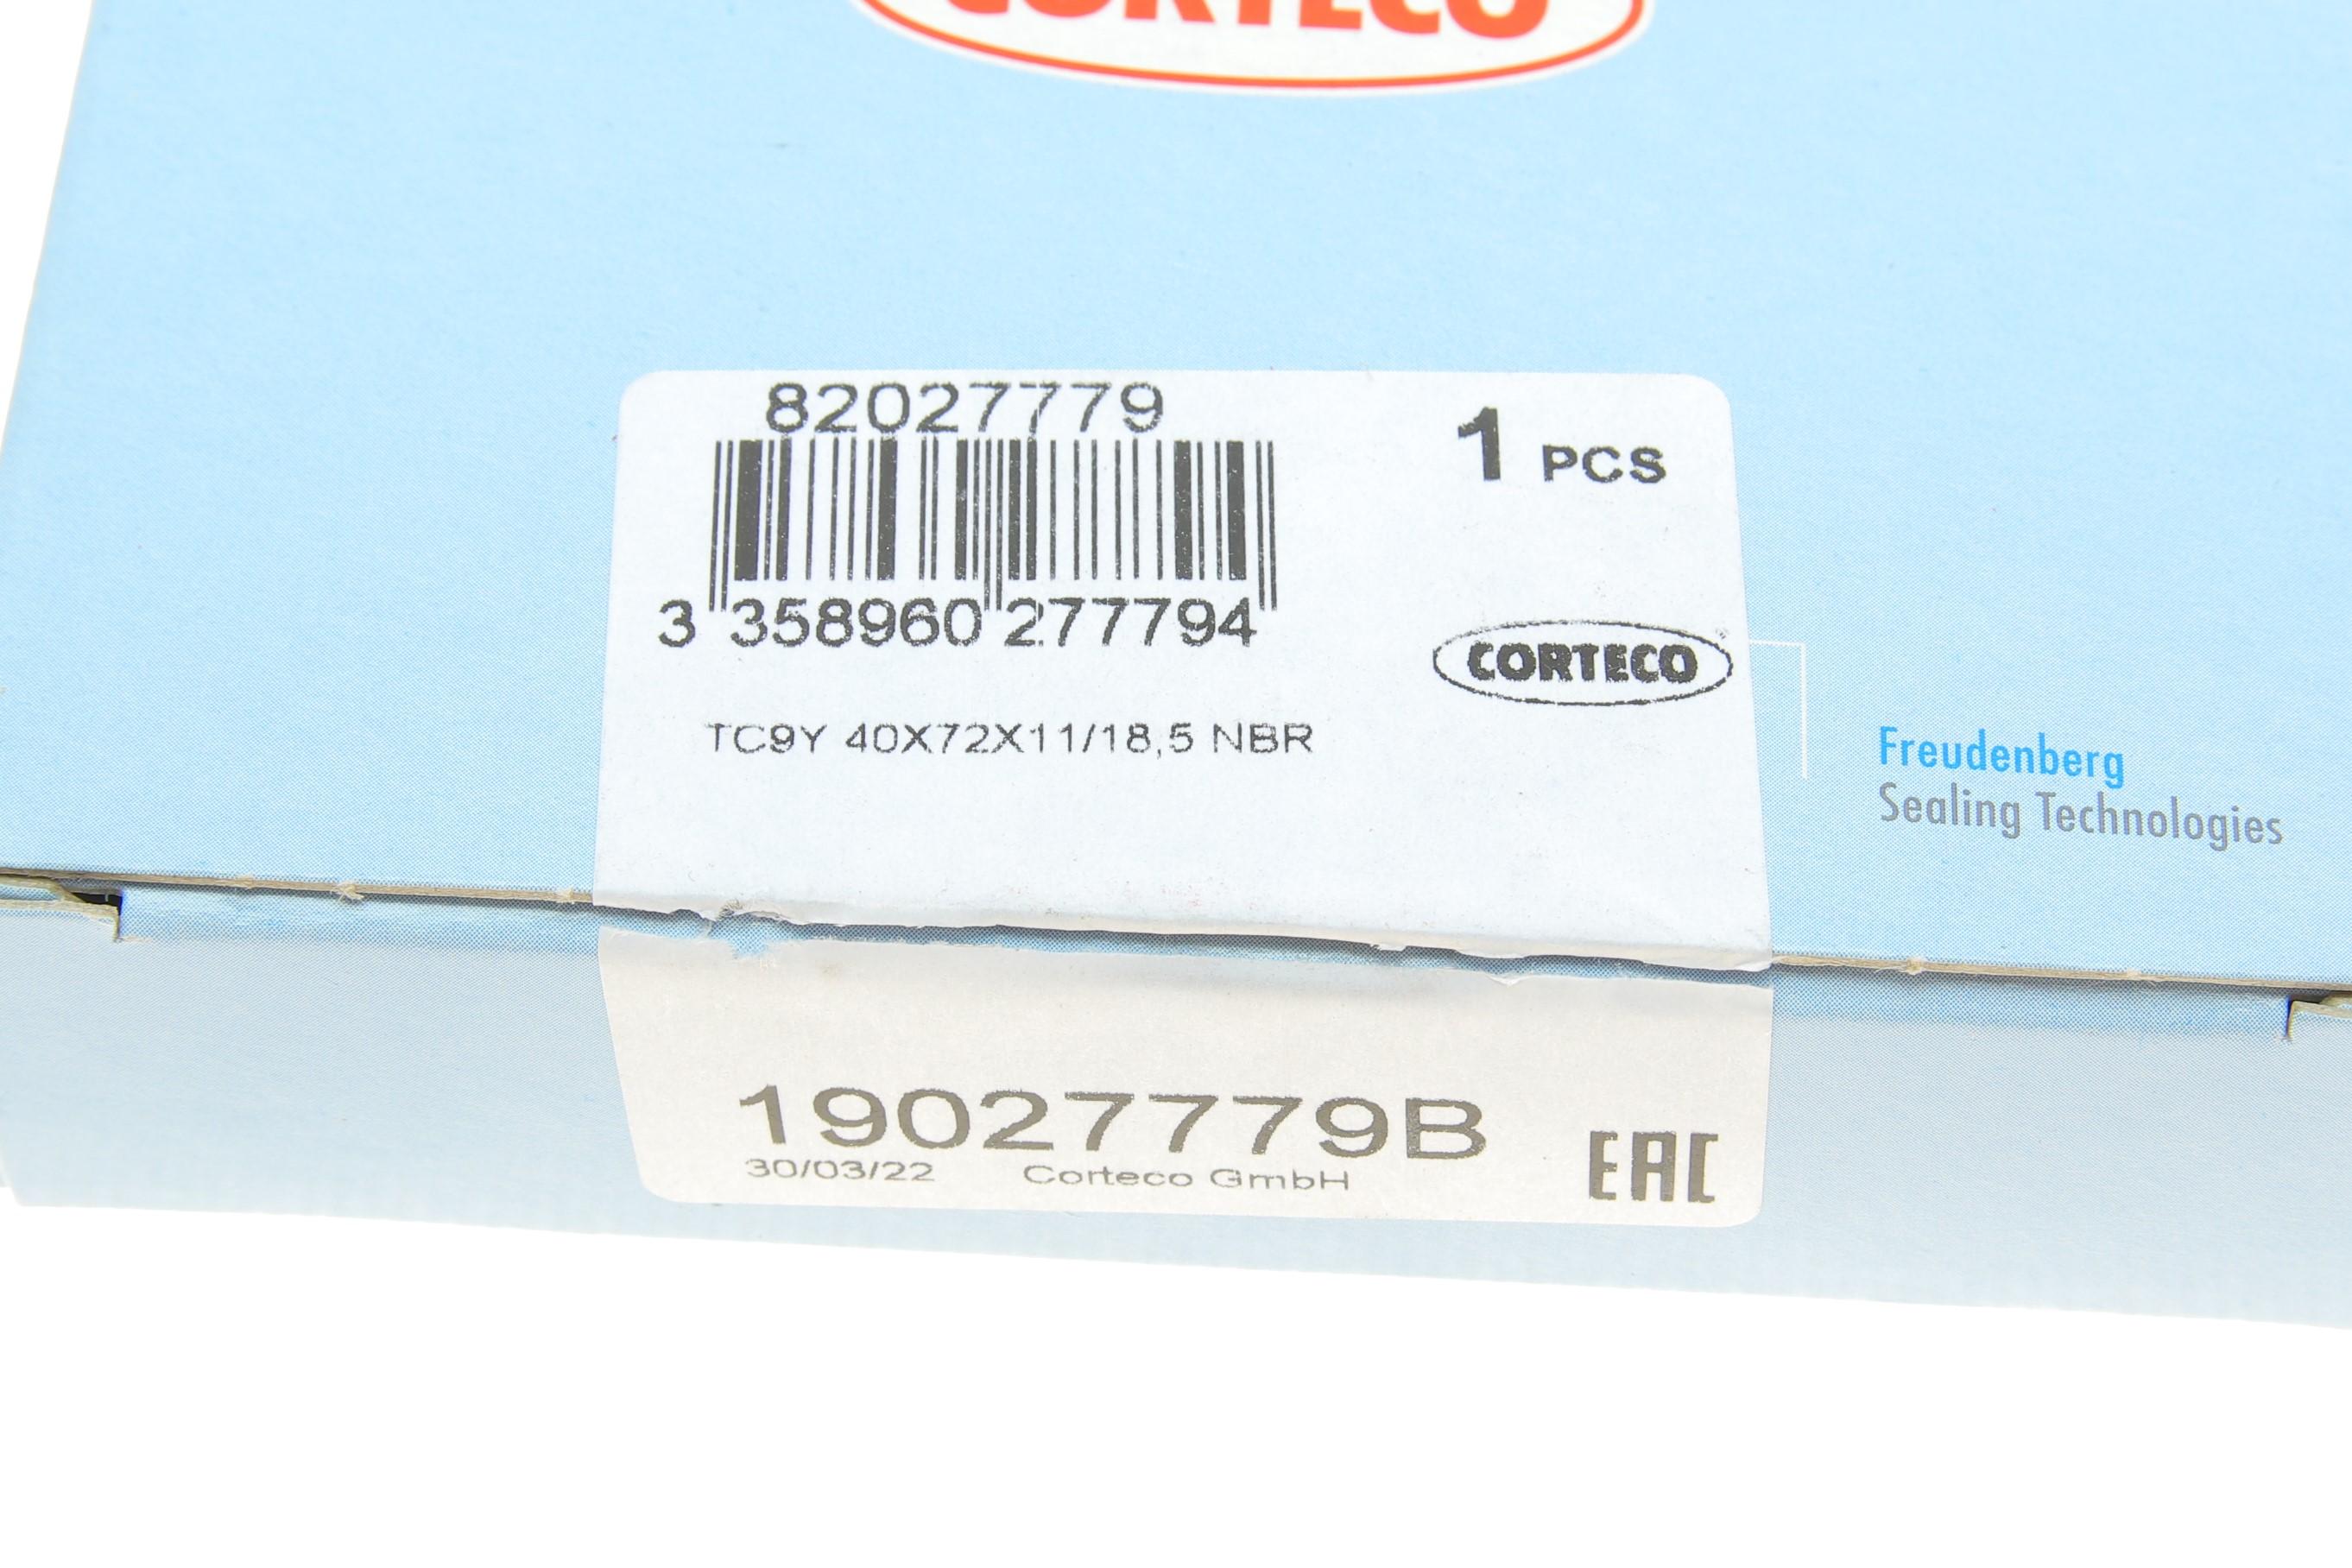 CORTECO
82027779
1 PCS
3 358960 277794
CORTECO
TC9Y 40X72X11/18,5 NBR
Freudenberg
Sealing Technologies
19027779B
30/03/22 Corteco GmbH
EAC